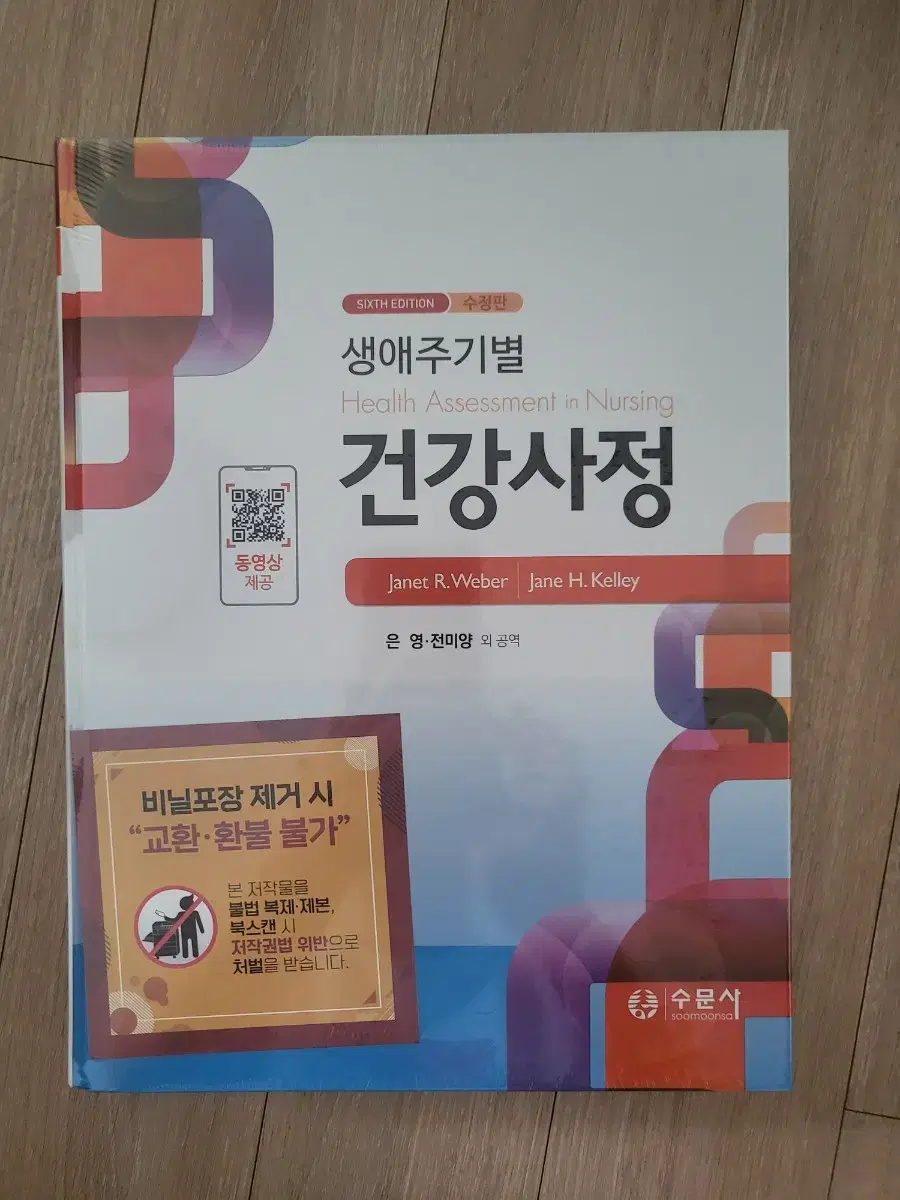 SIXTH EDITION 수정판
생애주기별
Health Assessment in Nursing
건강사정
동영상
제공
Janet R. Weber | Jane H. Kelley
은 영·전미양 외 공역
비닐포장 제거 시
“교환·환불 불가”
본 저작물을
불법 복제·제본,
북스캔 시
저작권법 위반으로
처벌을 받습니다.
수문사
soomoonsa